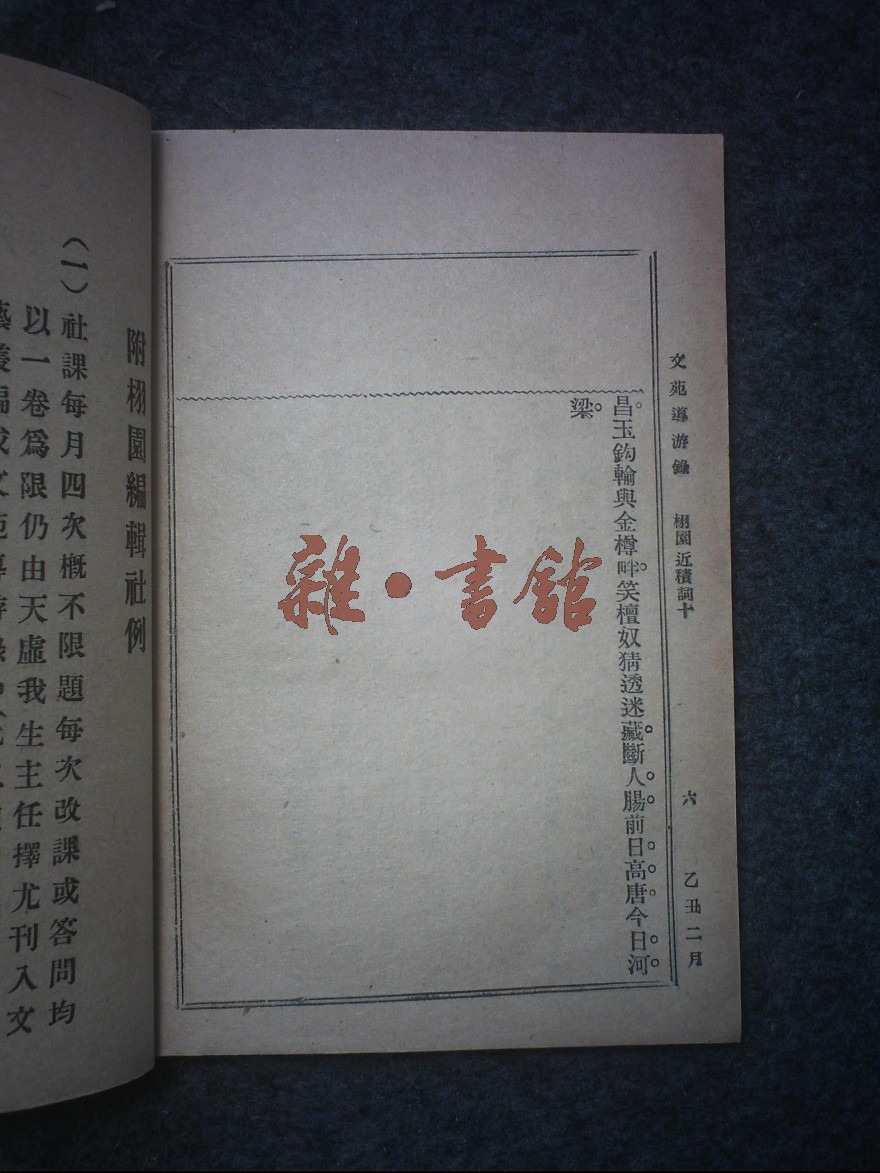 文苑導游錄 栩園近積詞十 六 乙丑二月
昌玉鈎輸與金樽畔笑檀奴猜透迷藏斷人腸前日高唐今日河
梁
雜·書館
附栩園編輯社例
(一)社課每月四次概不限題每次改課或答問均
以一卷爲限仍由天虛我生主任擇尤刊入文